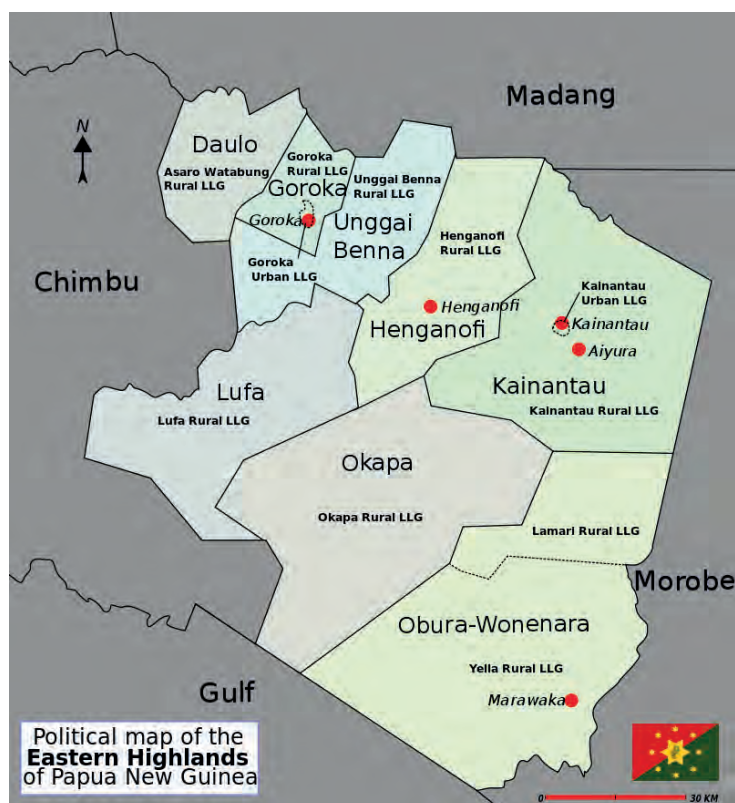 Madang
N
Daulo
Asaro Watabung
Rural LLG
Goroka
Rural LLG
Goroka
Goroka
Unggai Benna
Rural LLG
Unggai
Benna
Goroka
Urban LLG
Chimbu
Henganofi
Rural LLG
Henganofi
Henganofi
Kainantau
Urban LLG
Kainantau
Aiyura
Kainantau
Kainantau Rural LLG
Lufa
Lufa Rural LLG
Okapa
Okapa Rural LLG
Lamari Rural LLG
Morobe
Obura-Wonenara
Yelia Rural LLG
Marawaka
Gulf
Political map of the
Eastern Highlands
of Papua New Guinea
0 30 KM